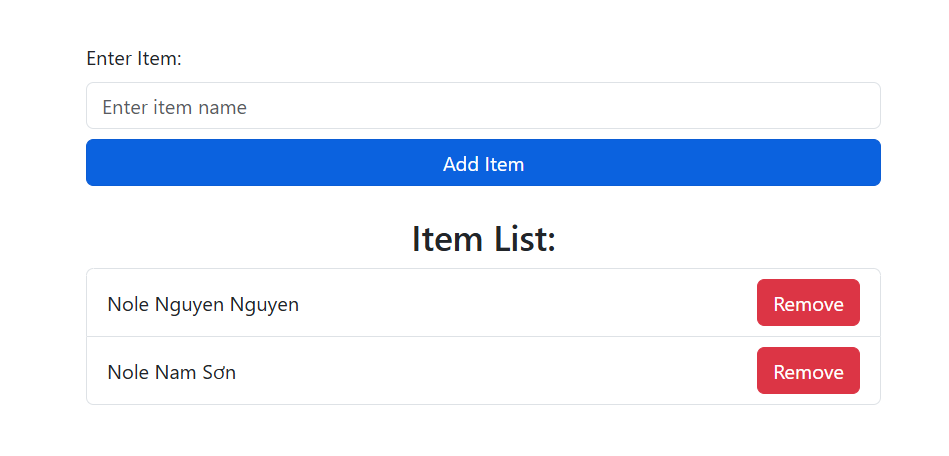 Enter Item:
Enter item name
Add Item
Item List:
Nole Nguyen Nguyen Remove
Nole Nam Sơn Remove